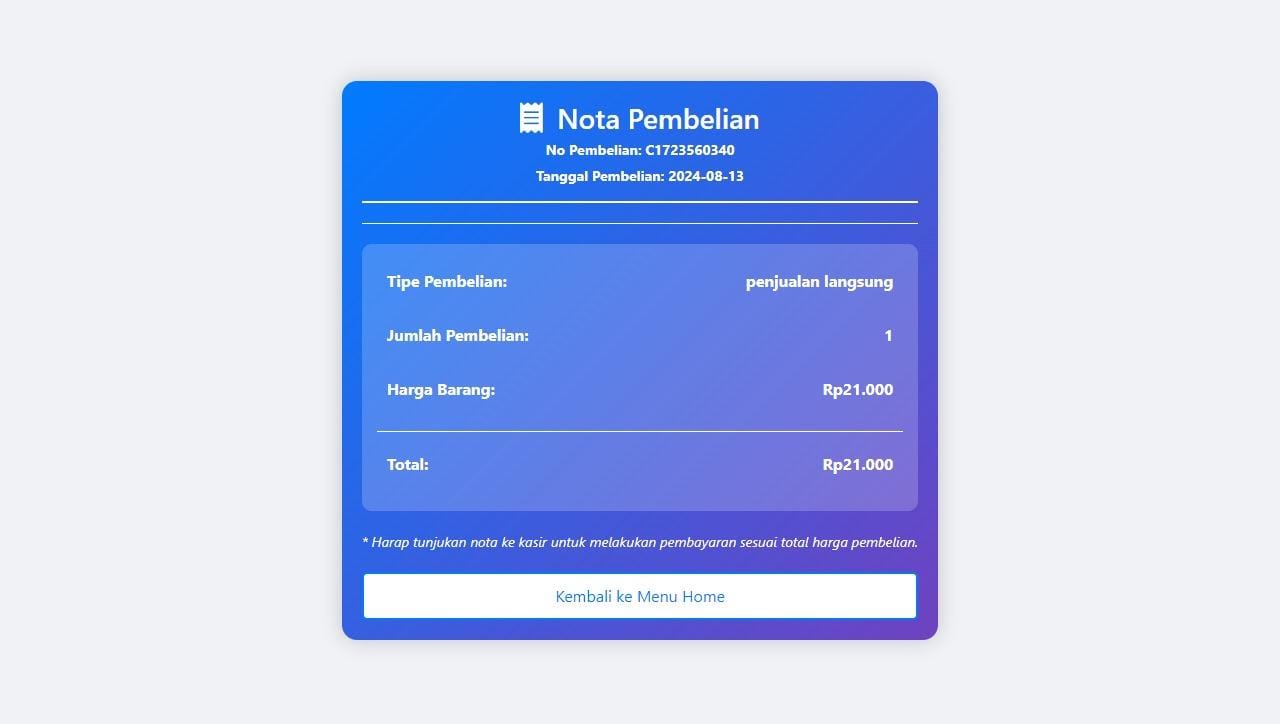 Nota Pembelian
No Pembelian: C1723560340
Tanggal Pembelian: 2024-08-13
Tipe Pembelian: penjualan langsung
Jumlah Pembelian: 1
Harga Barang: Rp21.000
Total: Rp21.000
* Harap tunjukan nota ke kasir untuk melakukan pembayaran sesuai total harga pembelian.
Kembali ke Menu Home